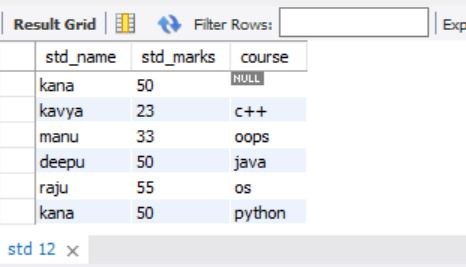 Result Grid Filter Rows: Exp
std_name std_marks course
kana 50 NULL
kavya 23 c++
manu 33 oops
deepu 50 java
raju 55 os
kana 50 python
std 12 ×